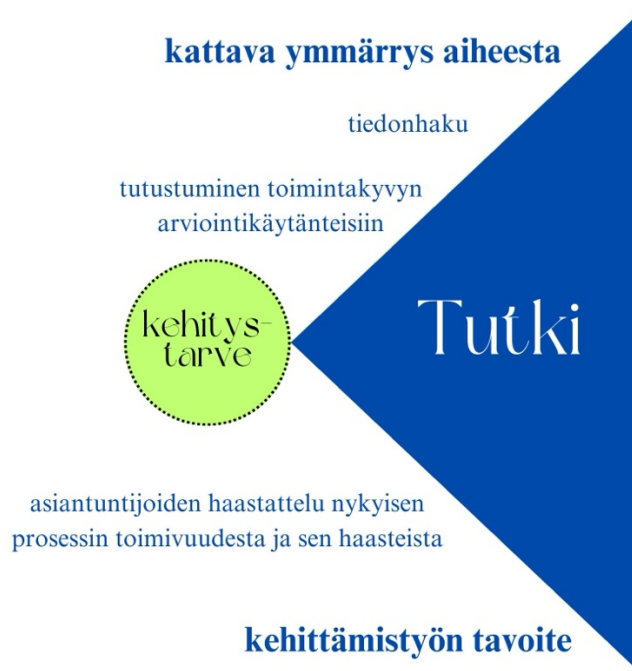 kattava ymmärrys aiheesta
tiedonhaku
tutustuminen toimintakyvyn
arviointikäytänteisiin
kehitys-
tarve
Tutki
asiantuntijoiden haastattelu nykyisen
prosessin toimivuudesta ja sen haasteista
kehittämistyön tavoite